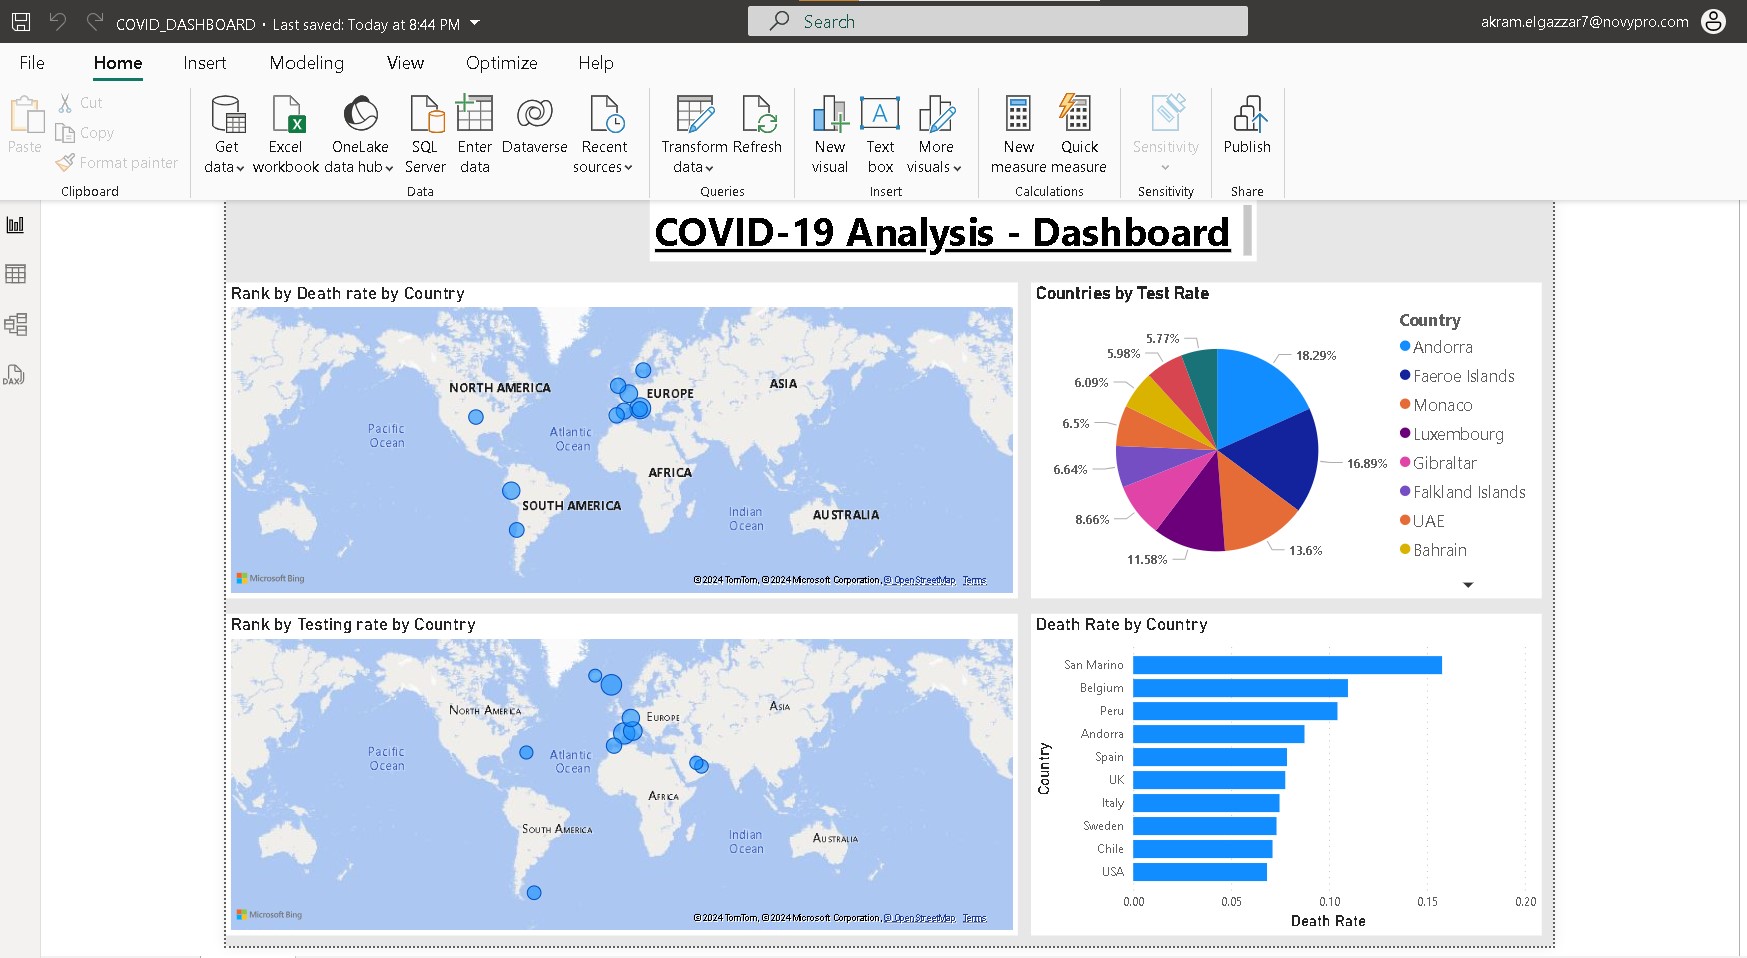 COVID_DASHBOARD • Last saved: Today at 8:44 PM
Search
akram.elgazzar7@novypro.com
File
Home
Insert
Modeling
View
Optimize
Help
Paste
Cut
Copy
Format painter
Clipboard
Get data
Excel workbook
OneLake data hub
SQL Server
Enter data
Dataverse
Recent sources
Data
Transform data
Refresh
Queries
New visual
Text box
More visuals
Insert
New measure
Quick measure
Calculations
Sensitivity
Sensitivity
Publish
Share
DAX
COVID-19 Analysis - Dashboard
Rank by Death rate by Country
NORTH AMERICA
EUROPE
ASIA
Pacific
Ocean
Atlantic
Ocean
AFRICA
SOUTH AMERICA
Indian
Ocean
AUSTRALIA
Microsoft Bing
© 2024 TomTom, © 2024 Microsoft Corporation, © OpenStreetMap Terms
Countries by Test Rate
18.29%
16.89%
13.6%
11.58%
8.66%
6.64%
6.5%
6.09%
5.98%
5.77%
Country
Andorra
Faeroe Islands
Monaco
Luxembourg
Gibraltar
Falkland Islands
UAE
Bahrain
Rank by Testing rate by Country
NORTH AMERICA
EUROPE
ASIA
Pacific
Ocean
Atlantic
Ocean
AFRICA
SOUTH AMERICA
Indian
Ocean
AUSTRALIA
Microsoft Bing
© 2024 TomTom, © 2024 Microsoft Corporation, © OpenStreetMap Terms
Death Rate by Country
Country
San Marino
Belgium
Peru
Andorra
Spain
UK
Italy
Sweden
Chile
USA
0.00 0.05 0.10 0.15 0.20
Death Rate